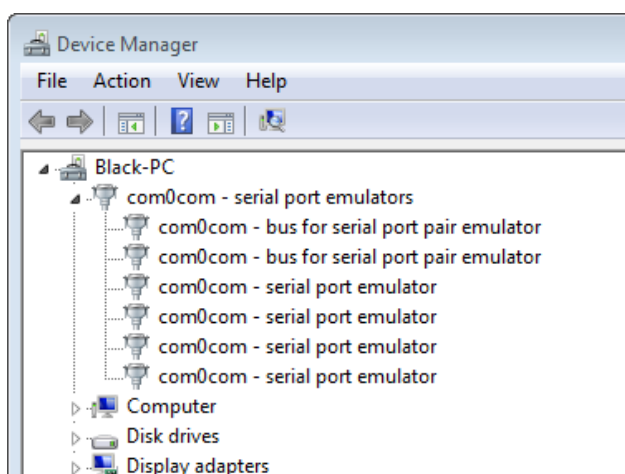 Device Manager
File Action View Help
Black-PC
com0com - serial port emulators
com0com - bus for serial port pair emulator
com0com - bus for serial port pair emulator
com0com - serial port emulator
com0com - serial port emulator
com0com - serial port emulator
com0com - serial port emulator
Computer
Disk drives
Display adapters